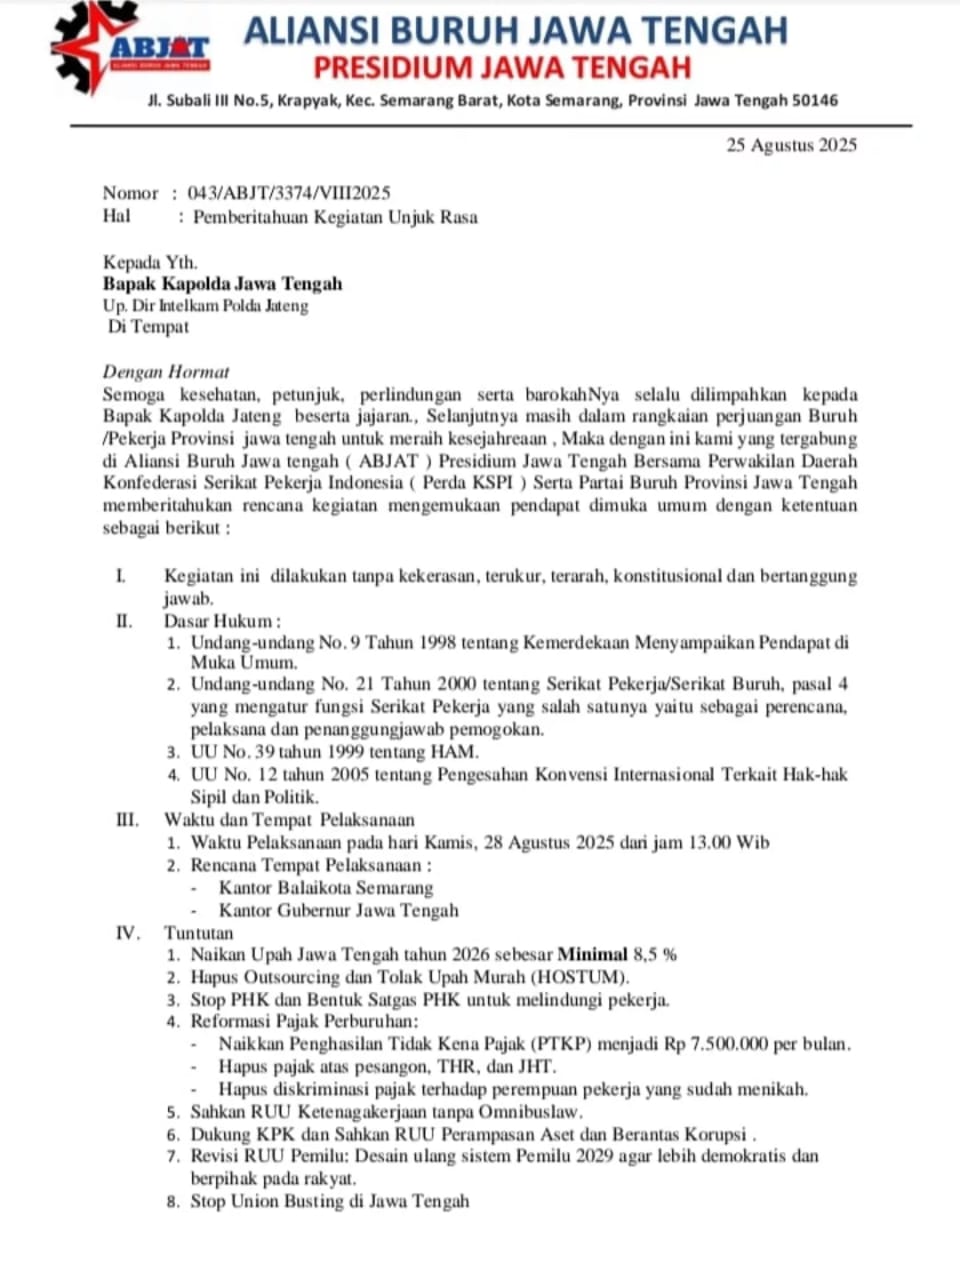 ABJAT
ALIANSI BURUH JAWA TENGAH
ALIANSI BURUH JAWA TENGAH
PRESIDIUM JAWA TENGAH
Jl. Subali III No.5, Krapyak, Kec. Semarang Barat, Kota Semarang, Provinsi Jawa Tengah 50146
25 Agustus 2025
Nomor : 043/ABJT/3374/VIII2025
Hal : Pemberitahuan Kegiatan Unjuk Rasa
Kepada Yth.
Bapak Kapolda Jawa Tengah
Up. Dir Intelkam Polda Jateng
Di Tempat
Dengan Hormat
Semoga kesehatan, petunjuk, perlindungan serta barokahNya selalu dilimpahkan kepada
Bapak Kapolda Jateng beserta jajaran., Selanjutnya masih dalam rangkaian perjuangan Buruh
/Pekerja Provinsi jawa tengah untuk meraih kesejahreaan , Maka dengan ini kami yang tergabung
di Aliansi Buruh Jawa tengah ( ABJAT ) Presidium Jawa Tengah Bersama Perwakilan Daerah
Konfederasi Serikat Pekerja Indonesia ( Perda KSPI ) Serta Partai Buruh Provinsi Jawa Tengah
memberitahukan rencana kegiatan mengemukaan pendapat dimuka umum dengan ketentuan
sebagai berikut :
I. Kegiatan ini dilakukan tanpa kekerasan, terukur, terarah, konstitusional dan bertanggung
jawab.
II. Dasar Hukum :
1. Undang-undang No. 9 Tahun 1998 tentang Kemerdekaan Menyampaikan Pendapat di
Muka Umum.
2. Undang-undang No. 21 Tahun 2000 tentang Serikat Pekerja/Serikat Buruh, pasal 4
yang mengatur fungsi Serikat Pekerja yang salah satunya yaitu sebagai perencana,
pelaksana dan penanggungjawab pemogokan.
3. UU No. 39 tahun 1999 tentang HAM.
4. UU No. 12 tahun 2005 tentang Pengesahan Konvensi Internasional Terkait Hak-hak
Sipil dan Politik.
III. Waktu dan Tempat Pelaksanaan
1. Waktu Pelaksanaan pada hari Kamis, 28 Agustus 2025 dari jam 13.00 Wib
2. Rencana Tempat Pelaksanaan :
- Kantor Balaikota Semarang
- Kantor Gubernur Jawa Tengah
IV. Tuntutan
1. Naikan Upah Jawa Tengah tahun 2026 sebesar Minimal 8,5 %
2. Hapus Outsourcing dan Tolak Upah Murah (HOSTUM).
3. Stop PHK dan Bentuk Satgas PHK untuk melindungi pekerja.
4. Reformasi Pajak Perburuhan:
- Naikkan Penghasilan Tidak Kena Pajak (PTKP) menjadi Rp 7.500.000 per bulan.
- Hapus pajak atas pesangon, THR, dan JHT.
- Hapus diskriminasi pajak terhadap perempuan pekerja yang sudah menikah.
5. Sahkan RUU Ketenagakerjaan tanpa Omnibuslaw.
6. Dukung KPK dan Sahkan RUU Perampasan Aset dan Berantas Korupsi .
7. Revisi RUU Pemilu: Desain ulang sistem Pemilu 2029 agar lebih demokratis dan
berpihak pada rakyat.
8. Stop Union Busting di Jawa Tengah